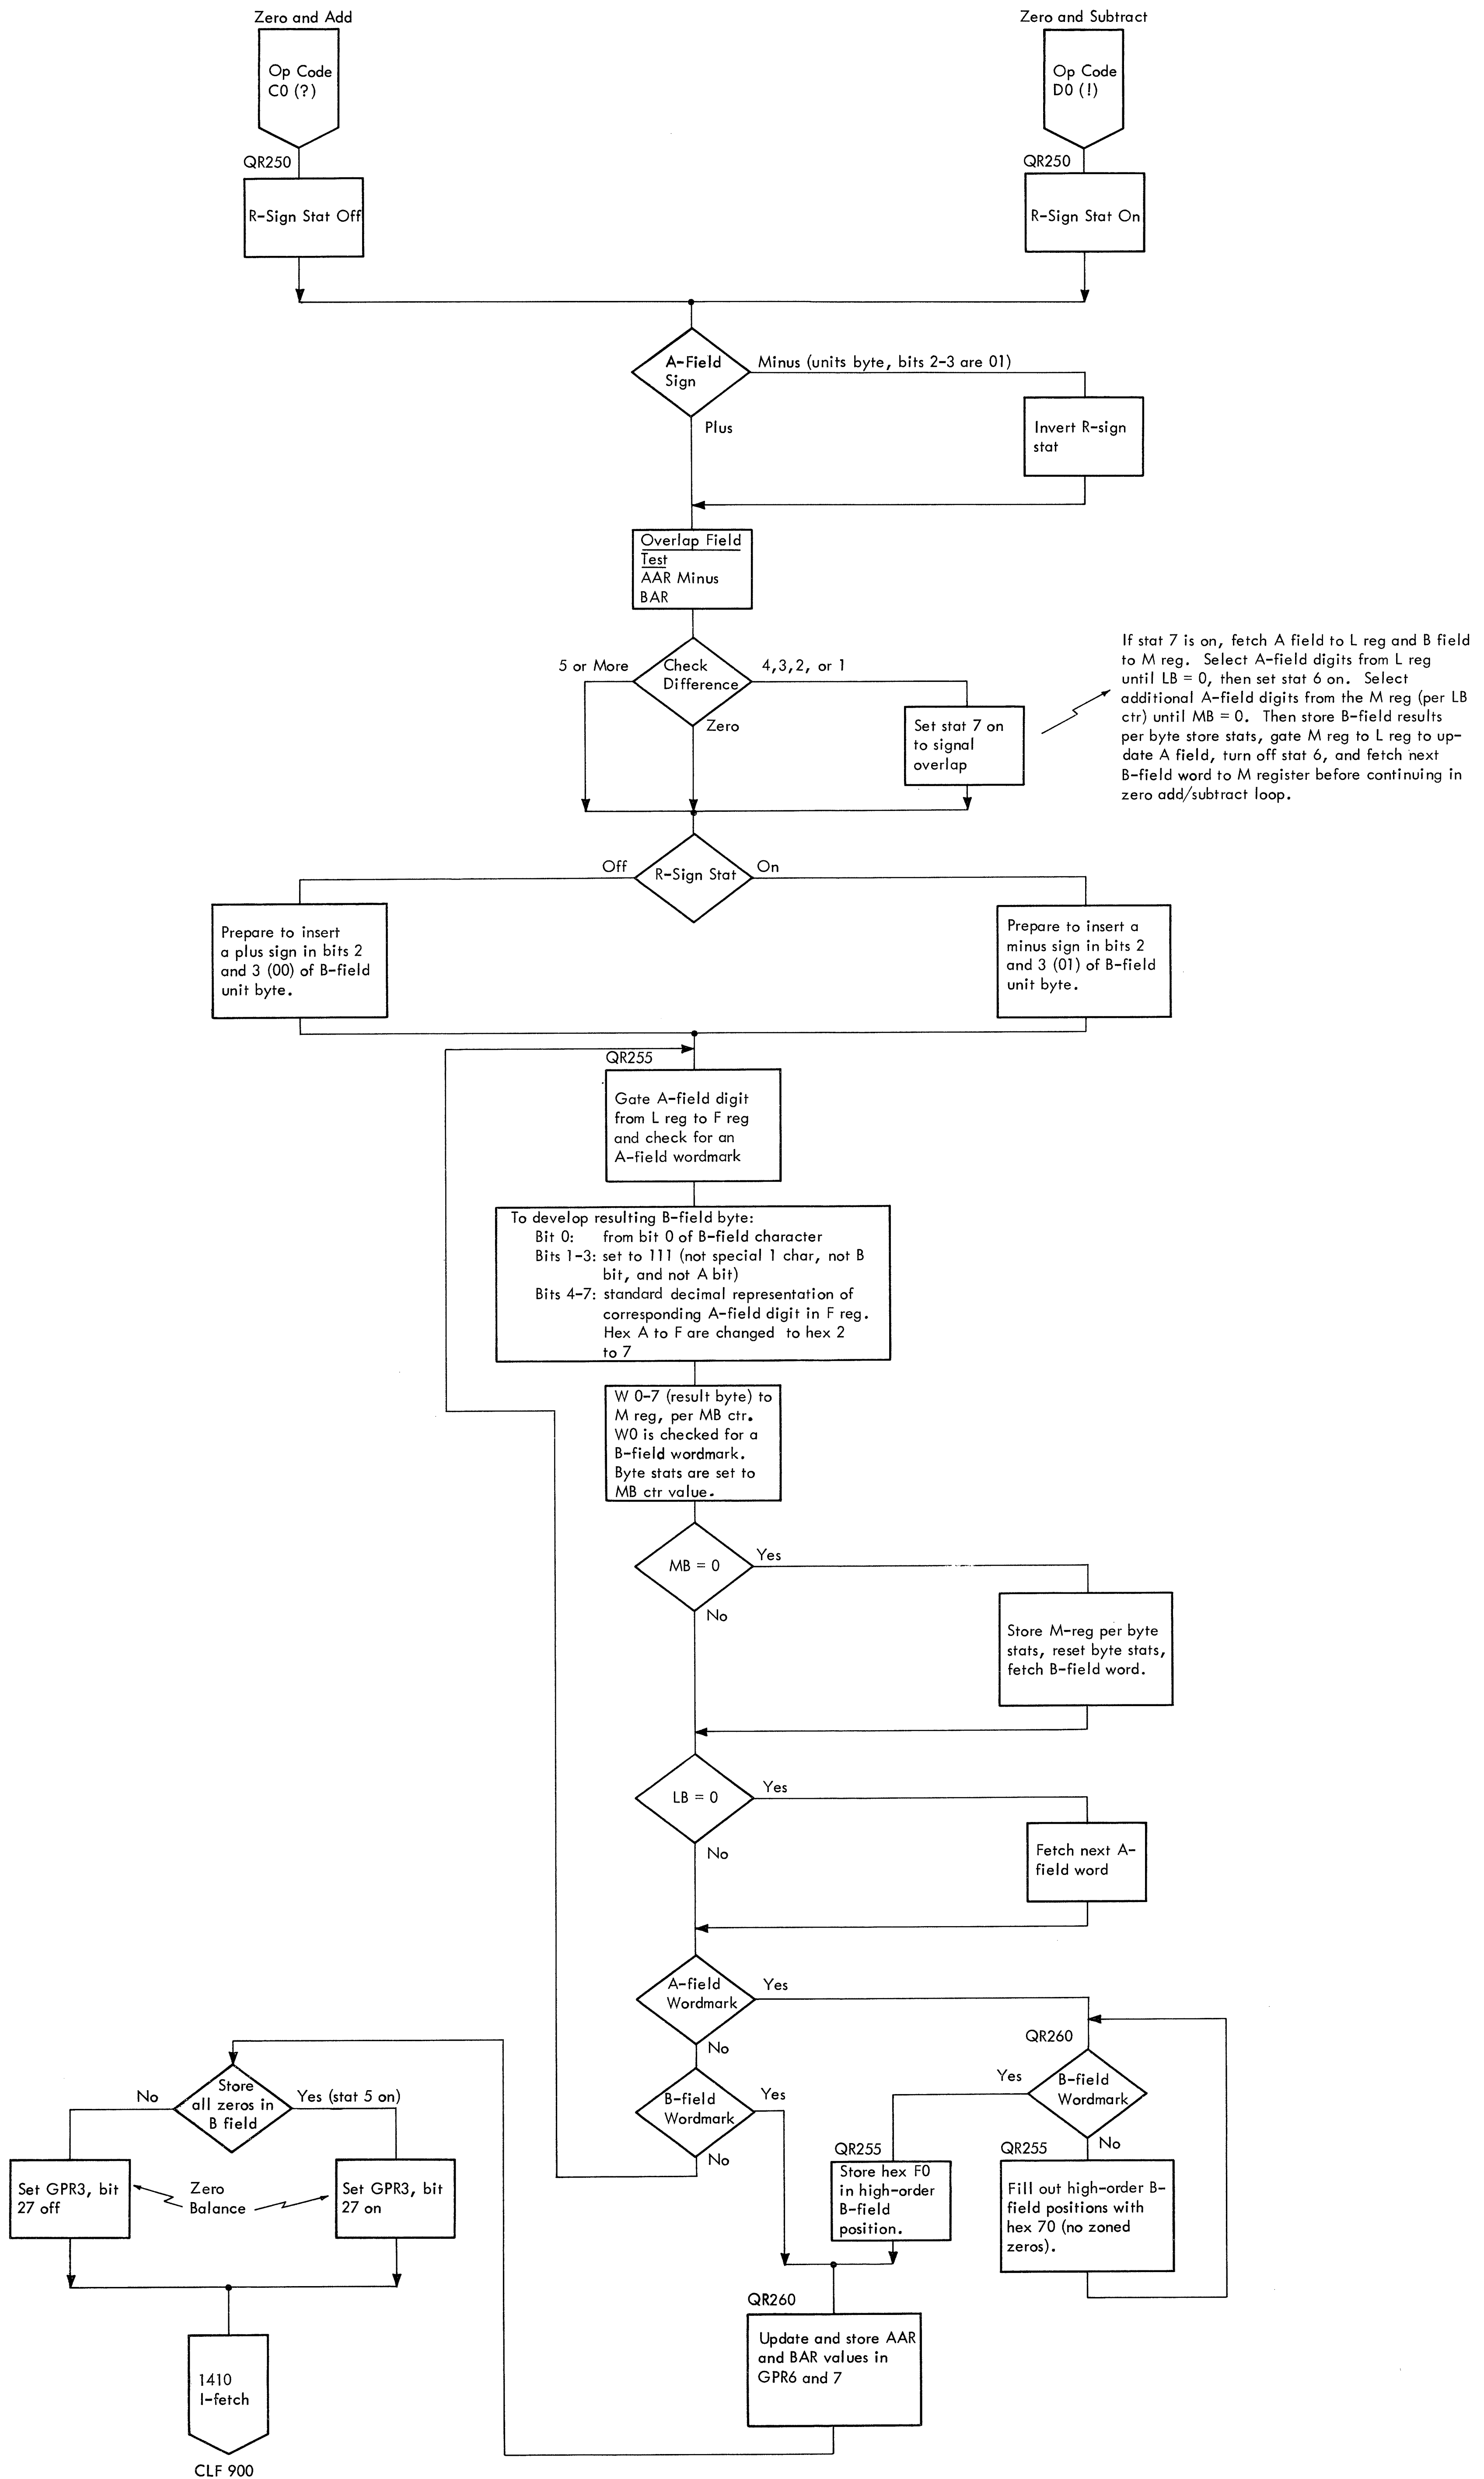 Zero and Add
Zero and Subtract
Op Code
C0 (?)
Op Code
D0 (!)
QR250
QR250
R-Sign Stat Off
R-Sign Stat On
A-Field
Sign
Minus (units byte, bits 2-3 are 01)
Plus
Invert R-sign
stat
Overlap Field
Test
AAR Minus
BAR
5 or More
Check
Difference
4,3,2, or 1
Zero
Set stat 7 on
to signal
overlap
If stat 7 is on, fetch A field to L reg and B field
to M reg. Select A-field digits from L reg
until LB = 0, then set stat 6 on. Select
additional A-field digits from the M reg (per LB
ctr) until MB = 0. Then store B-field results
per byte store stats, gate M reg to L reg to up-
date A field, turn off stat 6, and fetch next
B-field word to M register before continuing in
zero add/subtract loop.
Off
R-Sign Stat
On
Prepare to insert
a plus sign in bits 2
and 3 (00) of B-field
unit byte.
Prepare to insert a
minus sign in bits 2
and 3 (01) of B-field
unit byte.
QR255
Gate A-field digit
from L reg to F reg
and check for an
A-field wordmark
To develop resulting B-field byte:
Bit 0: from bit 0 of B-field character
Bits 1-3: set to 111 (not special 1 char, not B
bit, and not A bit)
Bits 4-7: standard decimal representation of
corresponding A-field digit in F reg.
Hex A to F are changed to hex 2
to 7
W 0-7 (result byte) to
M reg, per MB ctr.
W0 is checked for a
B-field wordmark.
Byte stats are set to
MB ctr value.
MB = 0
Yes
No
Store M-reg per byte
stats, reset byte stats,
fetch B-field word.
LB = 0
Yes
No
Fetch next A-
field word
A-field
Wordmark
Yes
No
QR260
B-field
Wordmark
Yes
No
B-field
Wordmark
Yes
No
Store
all zeros in
B field
No
Yes (stat 5 on)
QR255
Store hex F0
in high-order
B-field
position.
QR255
Fill out high-order B-
field positions with
hex 70 (no zoned
zeros).
Set GPR3, bit
27 off
Zero
Balance
Set GPR3, bit
27 on
QR260
Update and store AAR
and BAR values in
GPR6 and 7
1410
I-fetch
CLF 900